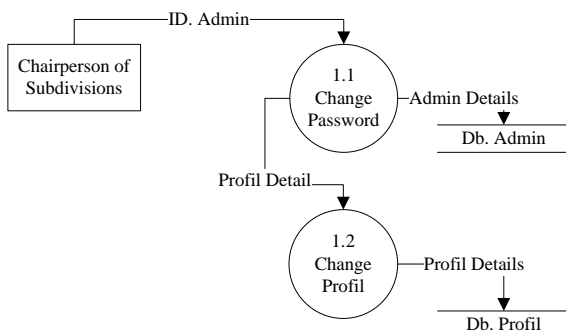 ID. Admin
Chairperson of
Subdivisions
1.1
Change
Password
Admin Details
Db. Admin
Profil Detail
1.2
Change
Profil
Profil Details
Db. Profil